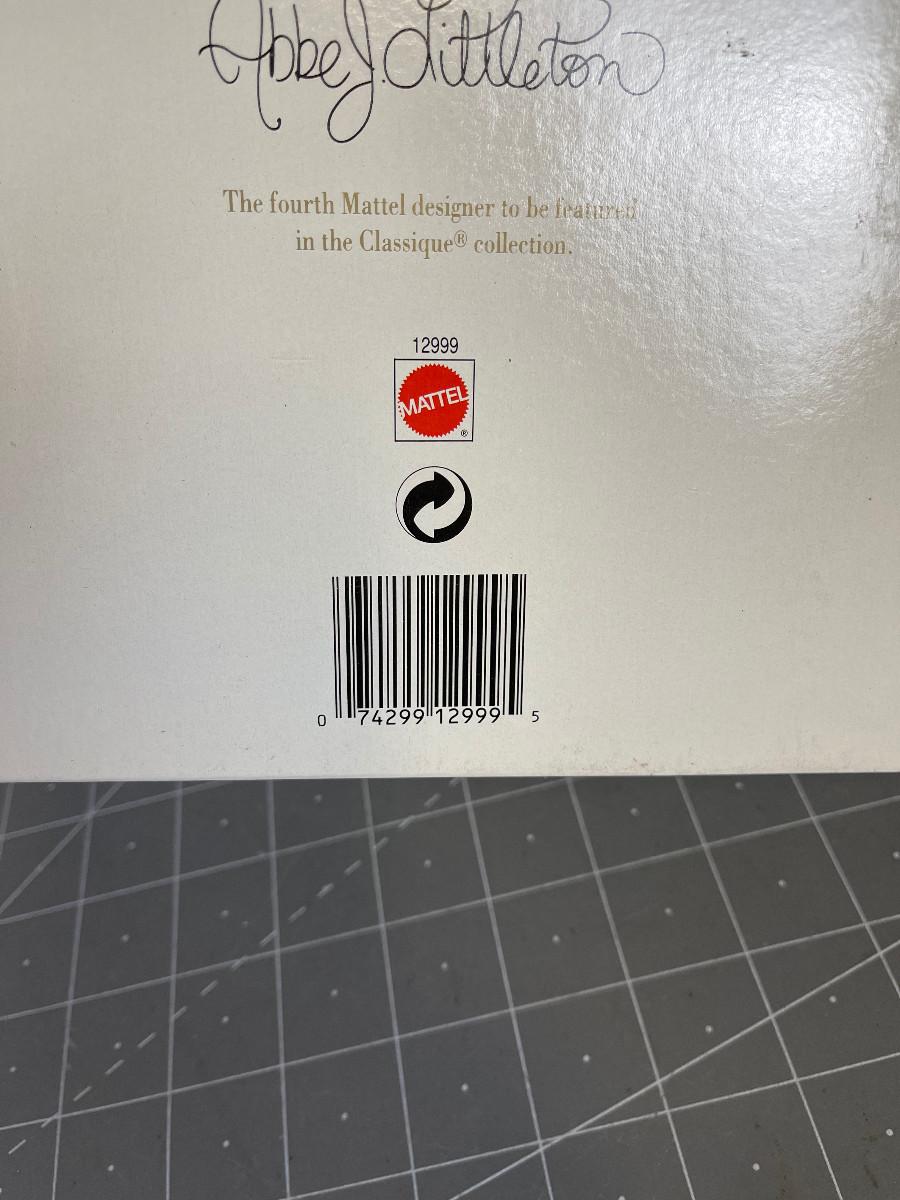 Abbe J. Littleton
The fourth Mattel designer to be featured
in the Classique® collection.
12999
MATTEL
®
0 74299 12999 5